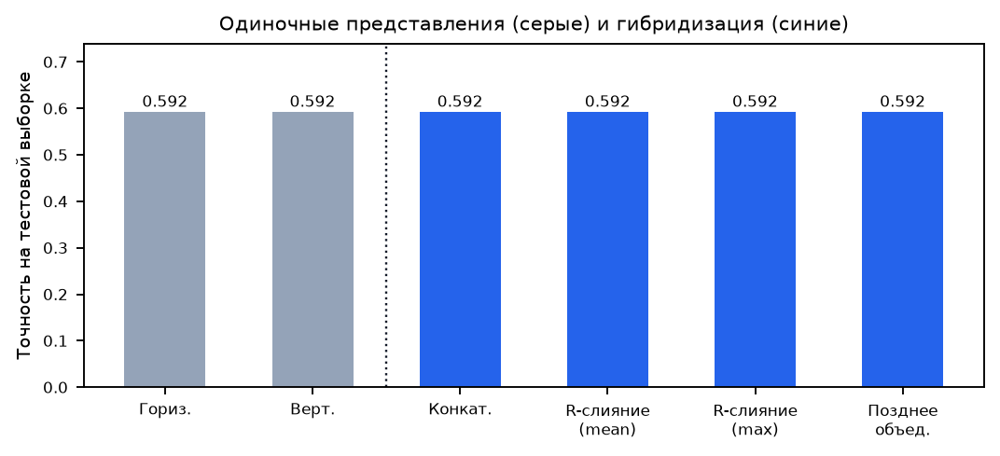 Одиночные представления (серые) и гибридизация (синие)
Точность на тестовой выборке
0.7
0.6
0.5
0.4
0.3
0.2
0.1
0.0
0.592
0.592
0.592
0.592
0.592
0.592
Гориз.
Верт.
Конкат.
R-слияние
(mean)
R-слияние
(max)
Позднее
объед.